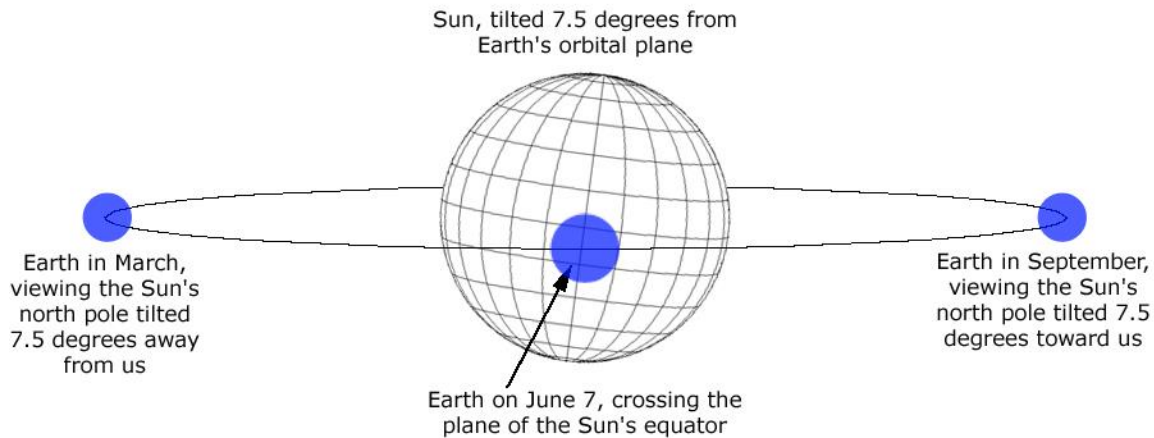 Sun, tilted 7.5 degrees from
Earth's orbital plane
Earth in March,
viewing the Sun's
north pole tilted
7.5 degrees away
from us
Earth in September,
viewing the Sun's
north pole tilted 7.5
degrees toward us
Earth on June 7, crossing the
plane of the Sun's equator